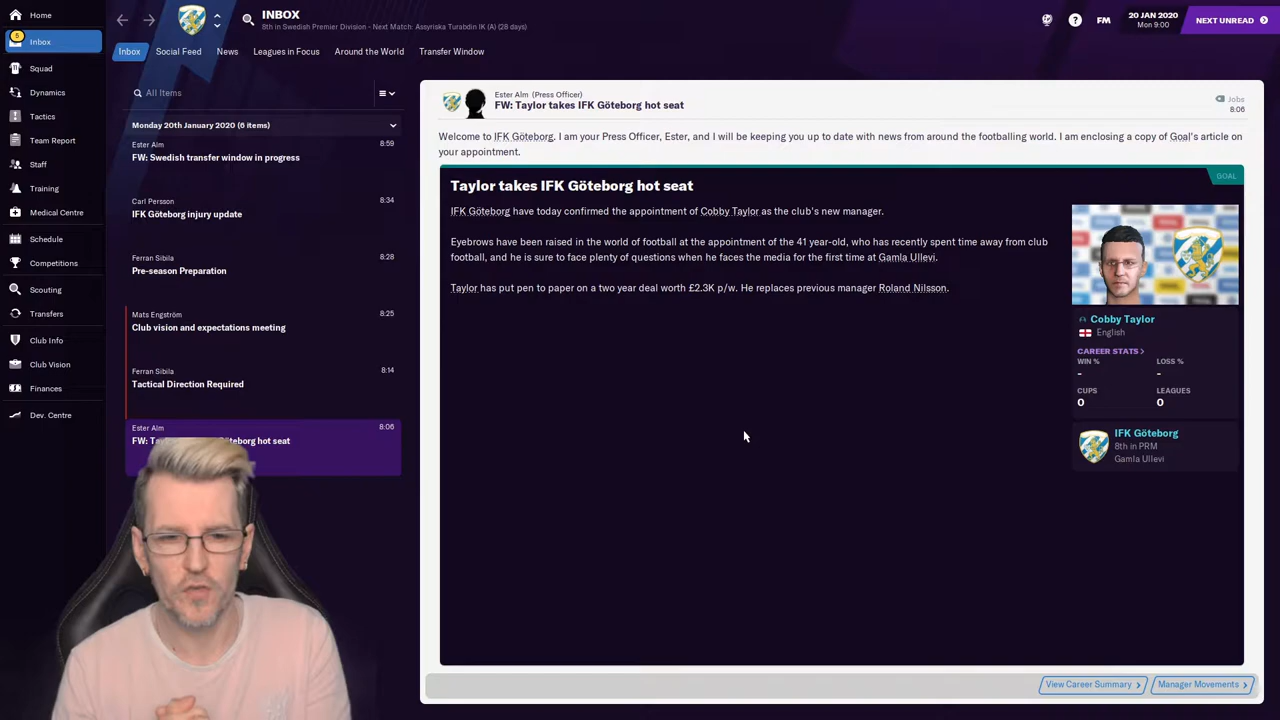 Home
5
Inbox
Squad
Dynamics
Tactics
Team Report
Staff
Training
Medical Centre
Schedule
Competitions
Scouting
Transfers
Club Info
Club Vision
Finances
Dev. Centre
INBOX
8th in Swedish Premier Division - Next Match: Assyriska Turabdin IK (A) (28 days)
?
FM
20 JAN 2020
Mon 9:00
NEXT UNREAD
Inbox
Social Feed
News
Leagues in Focus
Around the World
Transfer Window
All Items
Monday 20th January 2020 (6 items)
Ester Alm 8:59
FW: Swedish transfer window in progress
Carl Persson 8:34
IFK Göteborg injury update
Ferran Sibila 8:28
Pre-season Preparation
Mats Engström 8:25
Club vision and expectations meeting
Ferran Sibila 8:14
Tactical Direction Required
Ester Alm 8:06
FW: Ta eborg hot seat
Ester Alm (Press Officer)
FW: Taylor takes IFK Göteborg hot seat
Jobs
8:06
Welcome to IFK Göteborg. I am your Press Officer, Ester, and I will be keeping you up to date with news from around the footballing world. I am enclosing a copy of Goal's article on
your appointment.
GOAL
Taylor takes IFK Göteborg hot seat
IFK Göteborg have today confirmed the appointment of Cobby Taylor as the club's new manager.
Eyebrows have been raised in the world of football at the appointment of the 41 year-old, who has recently spent time away from club
football, and he is sure to face plenty of questions when he faces the media for the first time at Gamla Ullevi.
Taylor has put pen to paper on a two year deal worth £2.3K p/w. He replaces previous manager Roland Nilsson.
Cobby Taylor
English
CAREER STATS
WIN % LOSS %
- -
CUPS LEAGUES
0 0
IFK Göteborg
8th in PRM
Gamla Ullevi
View Career Summary
Manager Movements